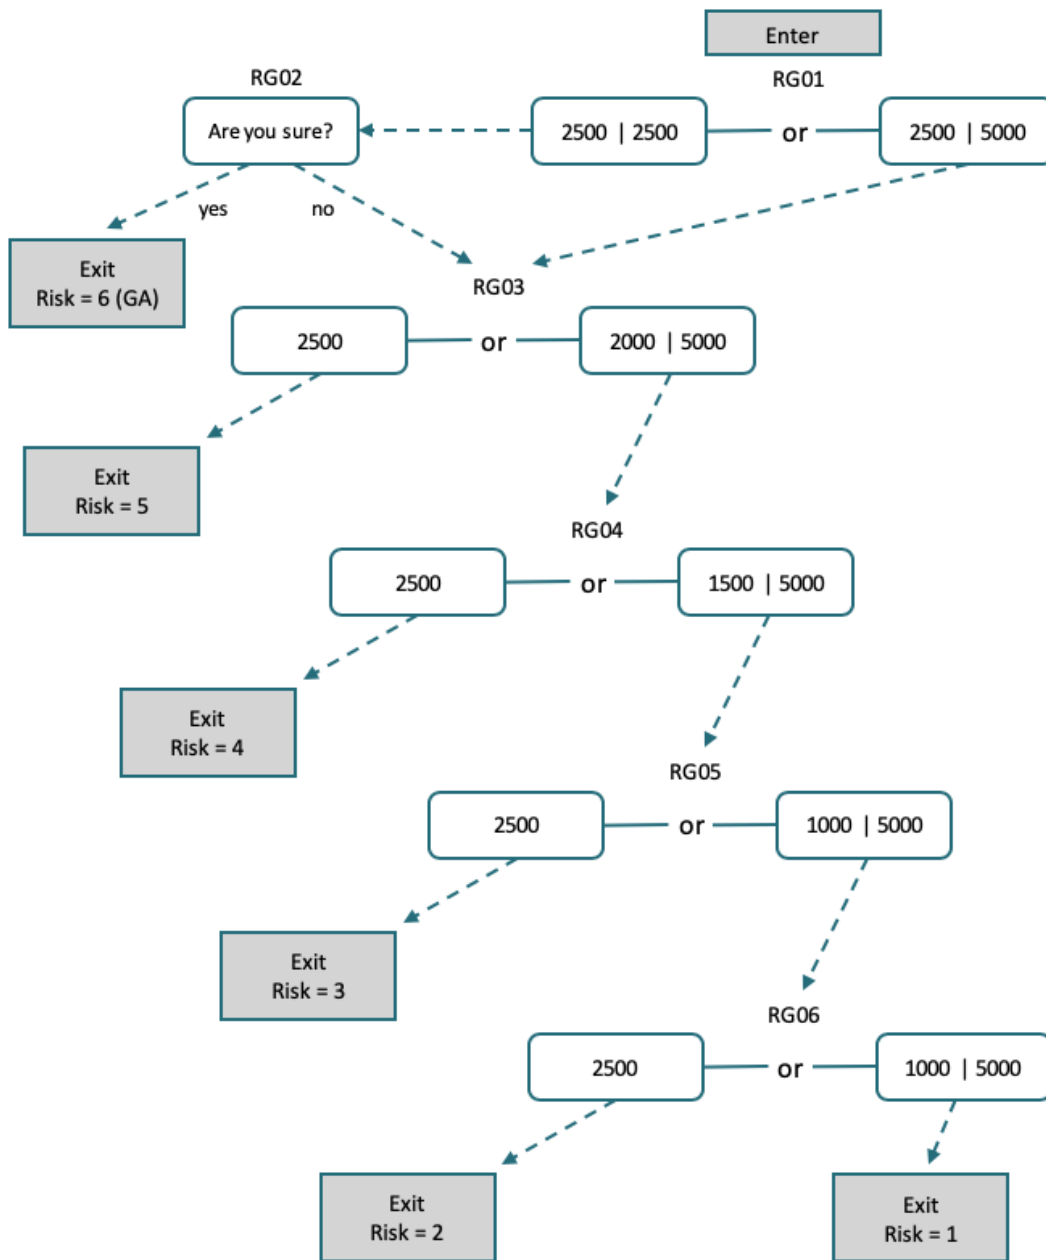 Enter
RG02
RG01
Are you sure?
2500 | 2500
or
2500 | 5000
yes
no
Exit
Risk = 6 (GA)
RG03
2500
or
2000 | 5000
Exit
Risk = 5
RG04
2500
or
1500 | 5000
Exit
Risk = 4
RG05
2500
or
1000 | 5000
Exit
Risk = 3
RG06
2500
or
1000 | 5000
Exit
Risk = 2
Exit
Risk = 1